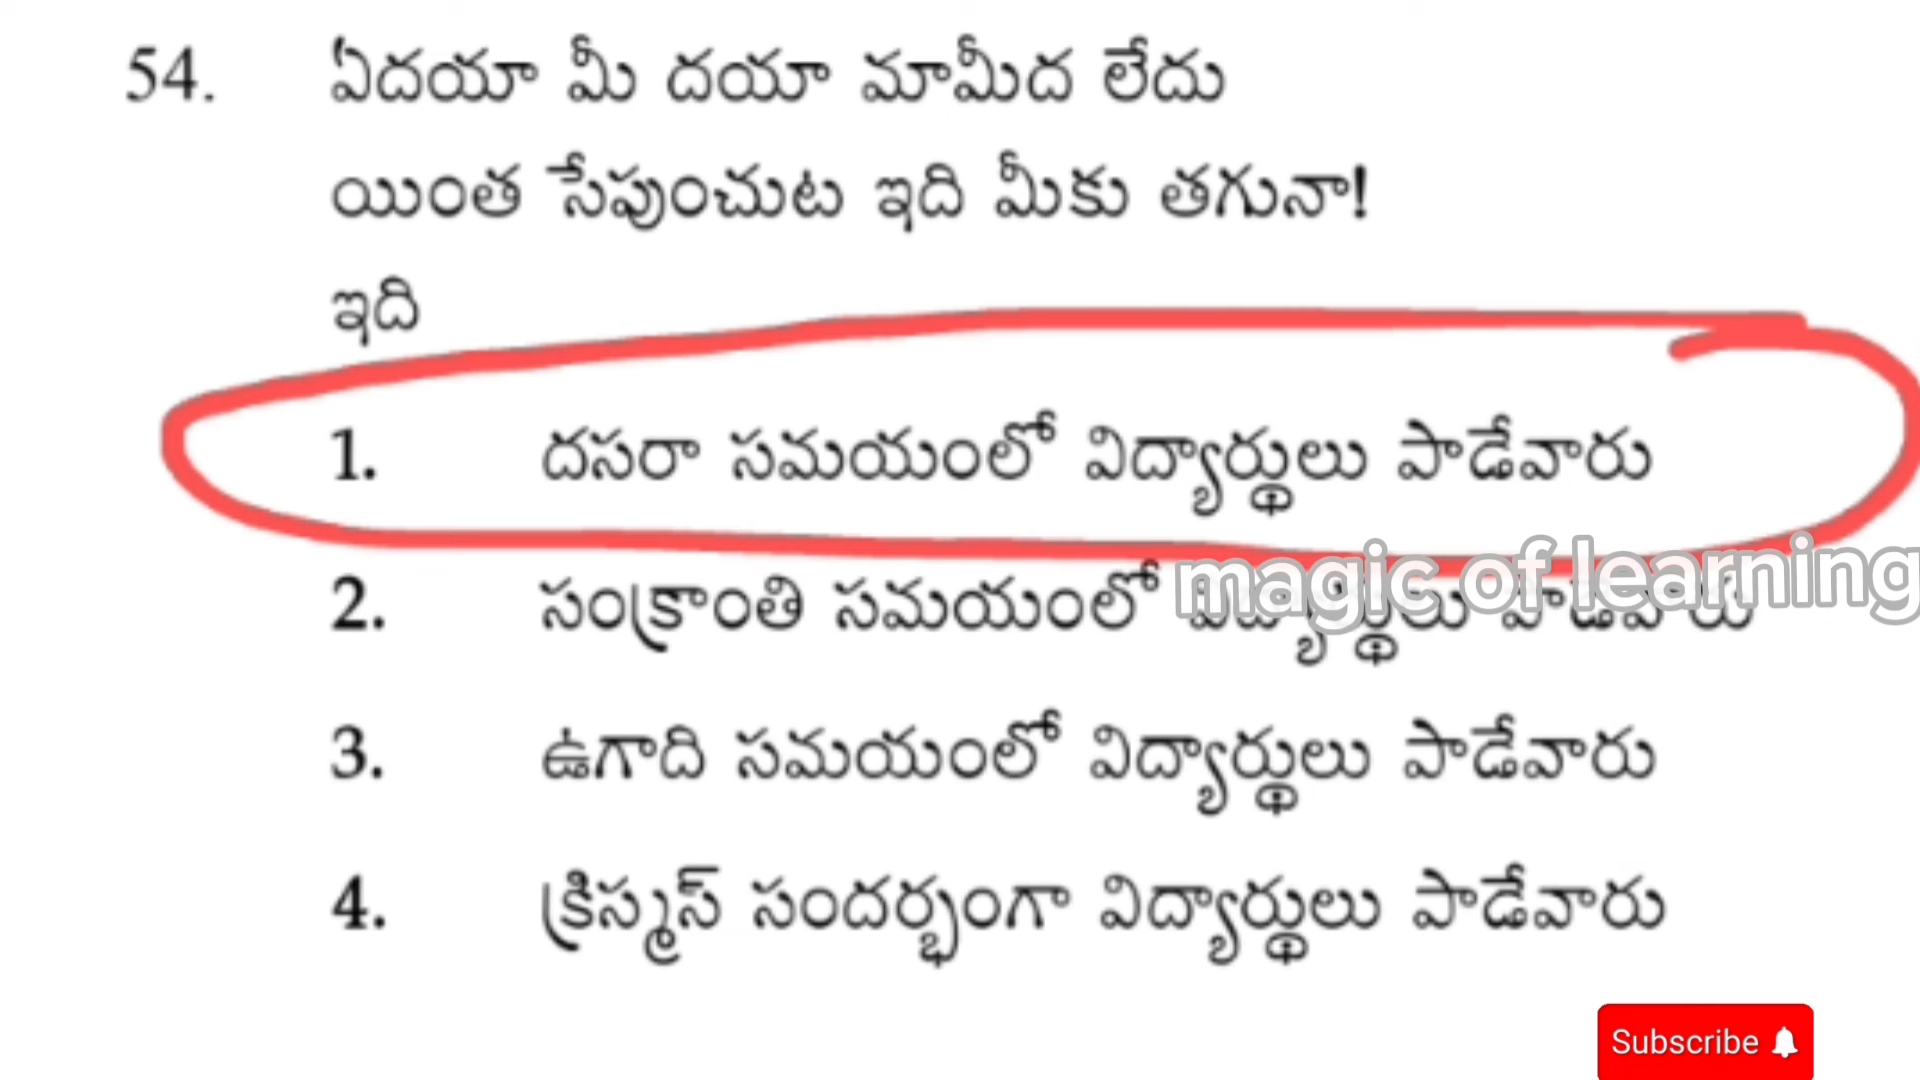 54. ఏదయా మీ దయా మామీద లేదు
యింత సేపుంచుట ఇది మీకు తగునా!
ఇది
1. దసరా సమయంలో విద్యార్థులు పాడేవారు
magic of learning
2. సంక్రాంతి సమయంలో విద్యార్థులు పాడేవారు
3. ఉగాది సమయంలో విద్యార్థులు పాడేవారు
4. క్రిస్మస్ సందర్భంగా విద్యార్థులు పాడేవారు
Subscribe